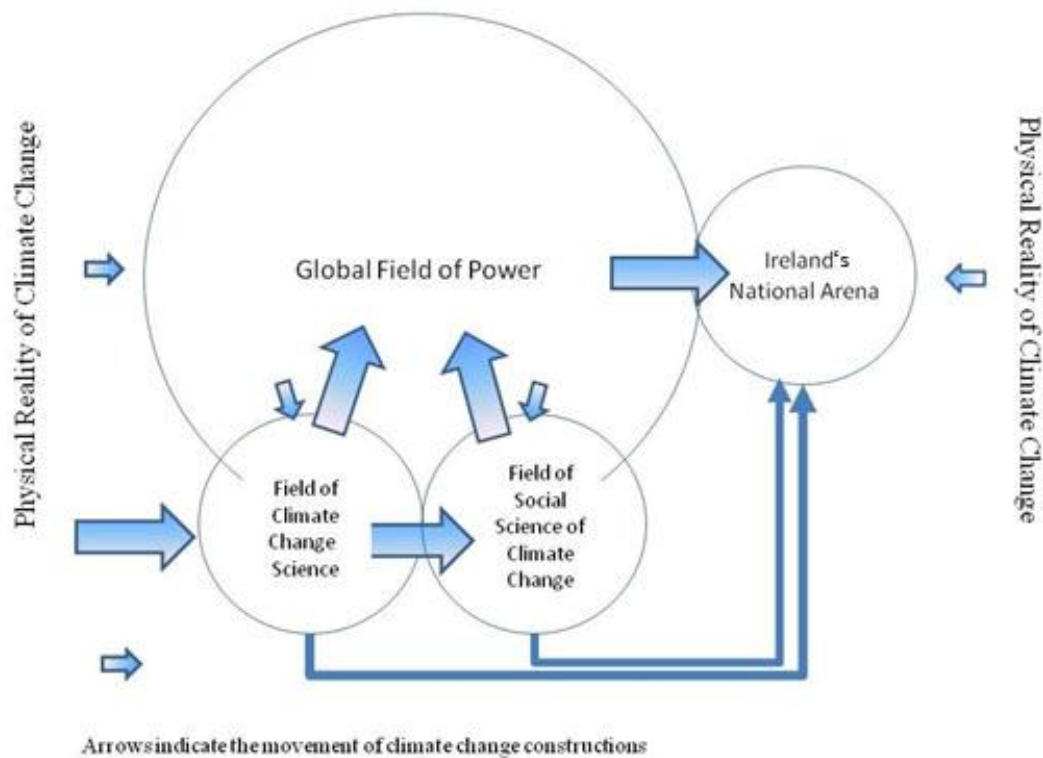 Physical Reality of Climate Change
Global Field of Power
Ireland‘s
National Arena
Physical Reality of Climate Change
Field of
Climate
Change
Science
Field of
Social
Science of
Climate
Change
Arrows indicate the movement of climate change constructions